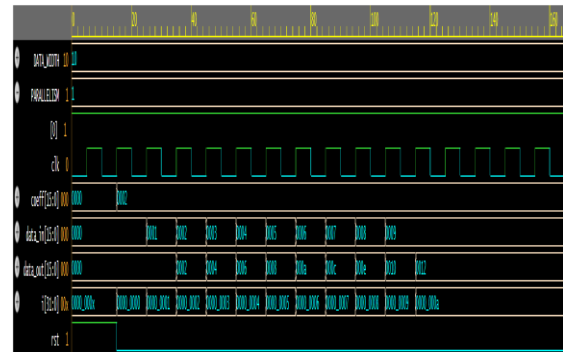 0 20 40 60 80 100 120 140 160
DATA_WIDTH 10 10
PARALLELISM 1 1
[0] 1
clk 0
coeff[15:0] 000 0000 0002
data_in[15:0] 000 0000 0001 0002 0003 0004 0005 0006 0007 0008 0009
data_out[15:0] 000 0000 0002 0004 0006 0008 000a 000c 000e 0010 0012
i[31:0] 00x 0000_000x 0000_0000 0000_0001 0000_0002 0000_0003 0000_0004 0000_0005 0000_0006 0000_0007 0000_0008 0000_0009 0000_000a
rst 1